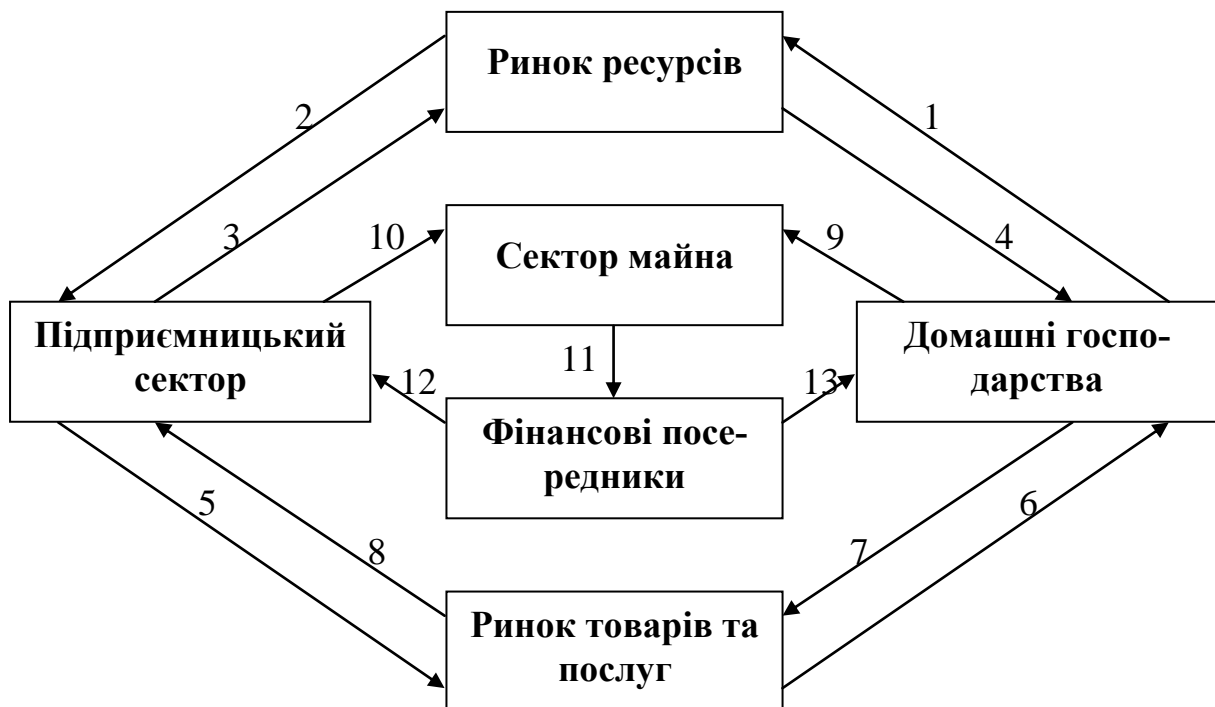 Ринок ресурсів
2
1
3
10
9
4
Сектор майна
Підприємницький
сектор
Домашні госпо-
дарства
11
12
13
Фінансові посе-
редники
5
6
8
7
Ринок товарів та
послуг